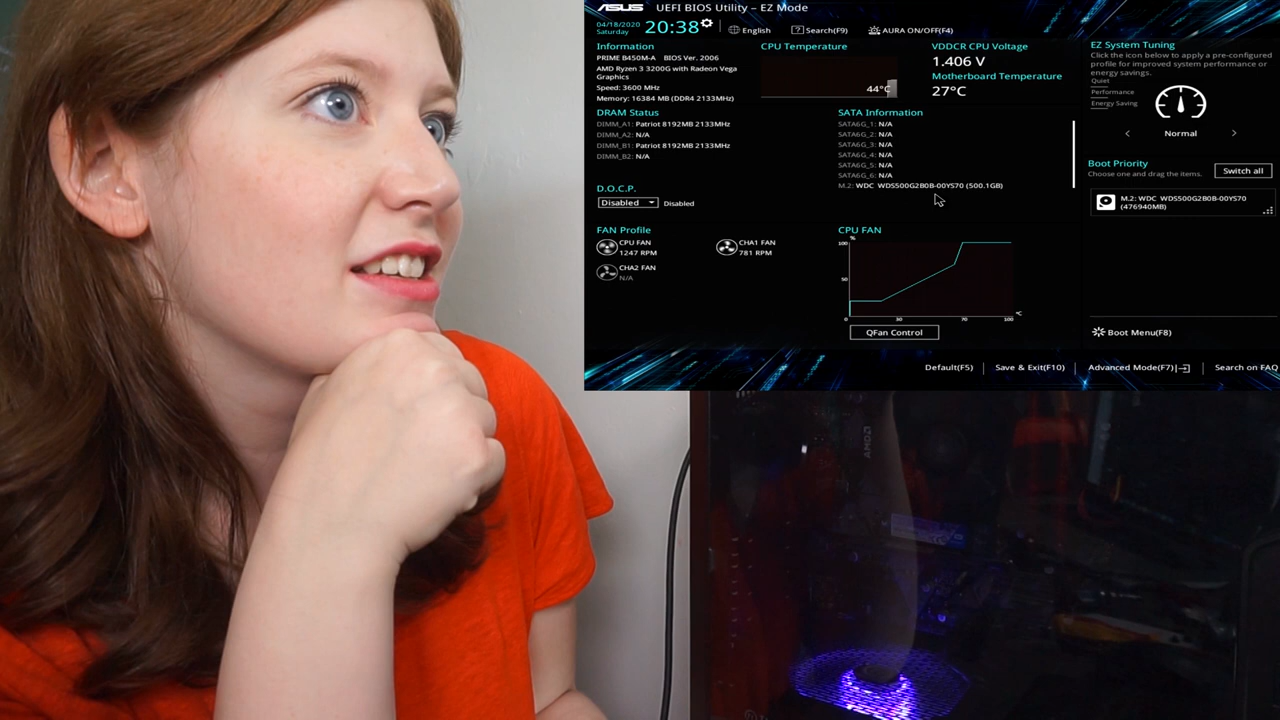 ASUS UEFI BIOS Utility – EZ Mode
04/18/2020
Saturday
20:38
English
Search(F9)
AURA ON/OFF(F4)
Information
PRIME B450M-A BIOS Ver. 2006
AMD Ryzen 3 3200G with Radeon Vega
Graphics
Speed: 3600 MHz
Memory: 16384 MB (DDR4 2133MHz)
CPU Temperature
44°C
VDDCR CPU Voltage
1.406 V
Motherboard Temperature
27°C
EZ System Tuning
Click the icon below to apply a pre-configured
profile for improved system performance or
energy savings.
Quiet
Performance
Energy Saving
Normal
DRAM Status
DIMM_A1: Patriot 8192MB 2133MHz
DIMM_A2: N/A
DIMM_B1: Patriot 8192MB 2133MHz
DIMM_B2: N/A
SATA Information
SATA6G_1: N/A
SATA6G_2: N/A
SATA6G_3: N/A
SATA6G_4: N/A
SATA6G_5: N/A
SATA6G_6: N/A
M.2: WDC WDS500G2B0B-00YS70 (500.1GB)
Boot Priority
Choose one and drag the items.
Switch all
M.2: WDC WDS500G2B0B-00YS70
(476940MB)
D.O.C.P.
Disabled
Disabled
FAN Profile
CPU FAN
1247 RPM
CHA1 FAN
781 RPM
CHA2 FAN
N/A
CPU FAN
%
100
50
0
30
70
100
°C
QFan Control
Boot Menu(F8)
Default(F5)
Save & Exit(F10)
Advanced Mode(F7)
Search on FAQ
AMD